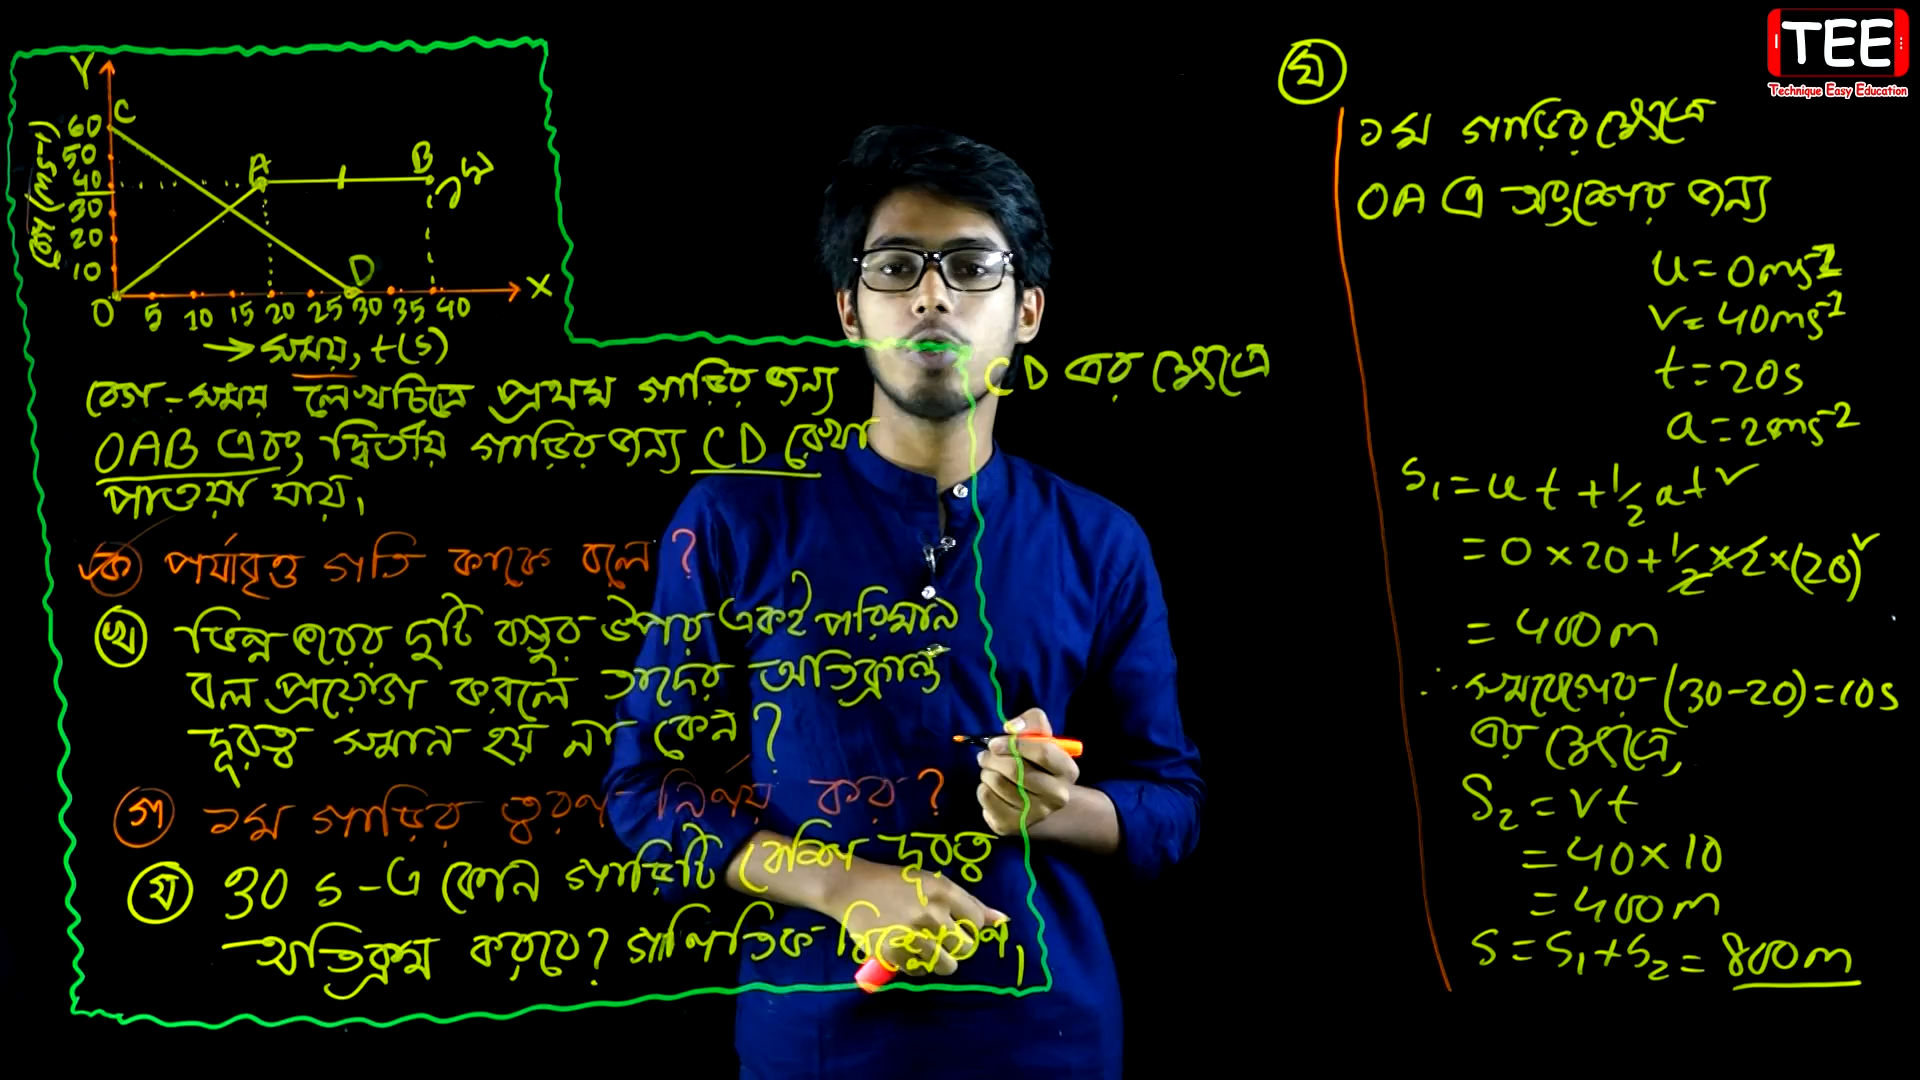 TEE
Technique Easy Education
Y
C
60
50
40
30
20
10
বেগ (ms⁻¹)
A
B
D
O 5 10 15 20 25 30 35 40
X
→ সময়, t(s)
বেগ-সময় লেখচিত্রে প্রথম গাড়ির জন্য
OAB এবং দ্বিতীয় গাড়ির জন্য CD রেখা
পাওয়া যায়।
ক পর্যাবৃত্ত গতি কাকে বলে ?
খ ভিন্ন ভরের দুটি বস্তুর উপর একই পরিমান
বল প্রয়োগ করলে তাদের অতিক্রান্ত
দূরত্ব সমান হয় না কেন ?
গ ১ম গাড়ির ত্বরণ নির্ণয় কর ?
ঘ 30 s-এ কোন গাড়িটি বেশি দূরত্ব
অতিক্রম করবে? গাণিতিক বিশ্লেষণ।
CD এর ক্ষেত্রে
ঘ
১ম গাড়ির ক্ষেত্রে
OA এ অংশের জন্য
u = 0ms⁻¹
v = 40ms⁻¹
t = 20s
a = 2ms⁻²
S₁ = ut + ½at²
= 0 × 20 + ½ × 2 × (20)²
= 400m
∴ সমবেগের (30-20) = 10s
এর ক্ষেত্রে,
S₂ = vt
= 40 × 10
= 400m
S = S₁ + S₂ = 800m